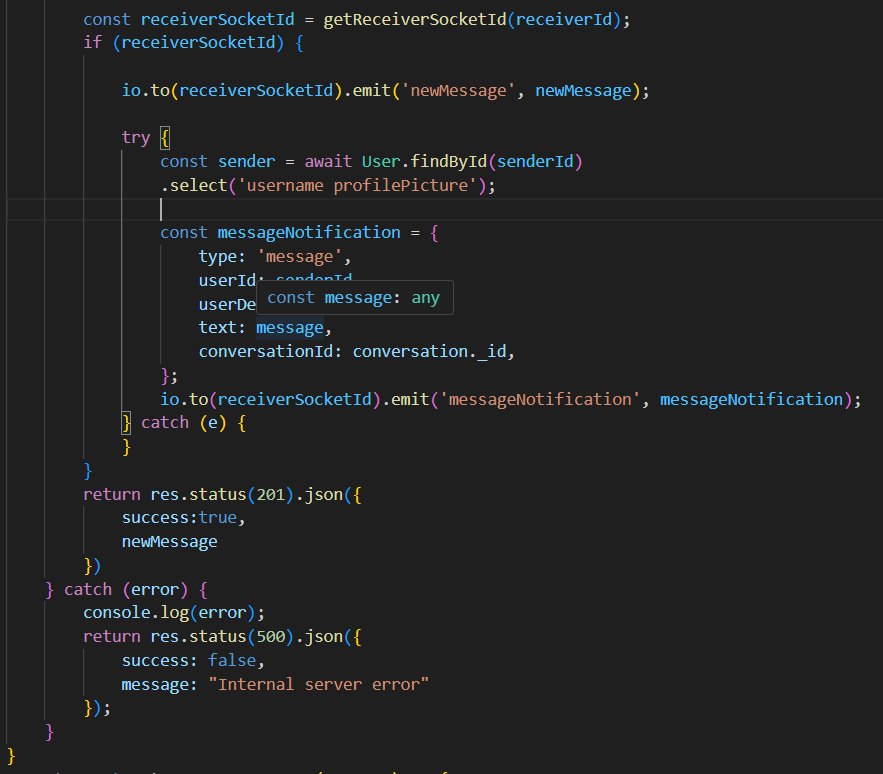 const receiverSocketId = getReceiverSocketId(receiverId);
if (receiverSocketId) {
io.to(receiverSocketId).emit('newMessage', newMessage);
try {
const sender = await User.findById(senderId)
.select('username profilePicture');
const messageNotification = {
type: 'message',
userId: senderId
userDe
const message: any
text: message,
conversationId: conversation._id,
};
io.to(receiverSocketId).emit('messageNotification', messageNotification);
} catch (e) {
}
}
return res.status(201).json({
success:true,
newMessage
})
} catch (error) {
console.log(error);
return res.status(500).json({
success: false,
message: "Internal server error"
});
}
}